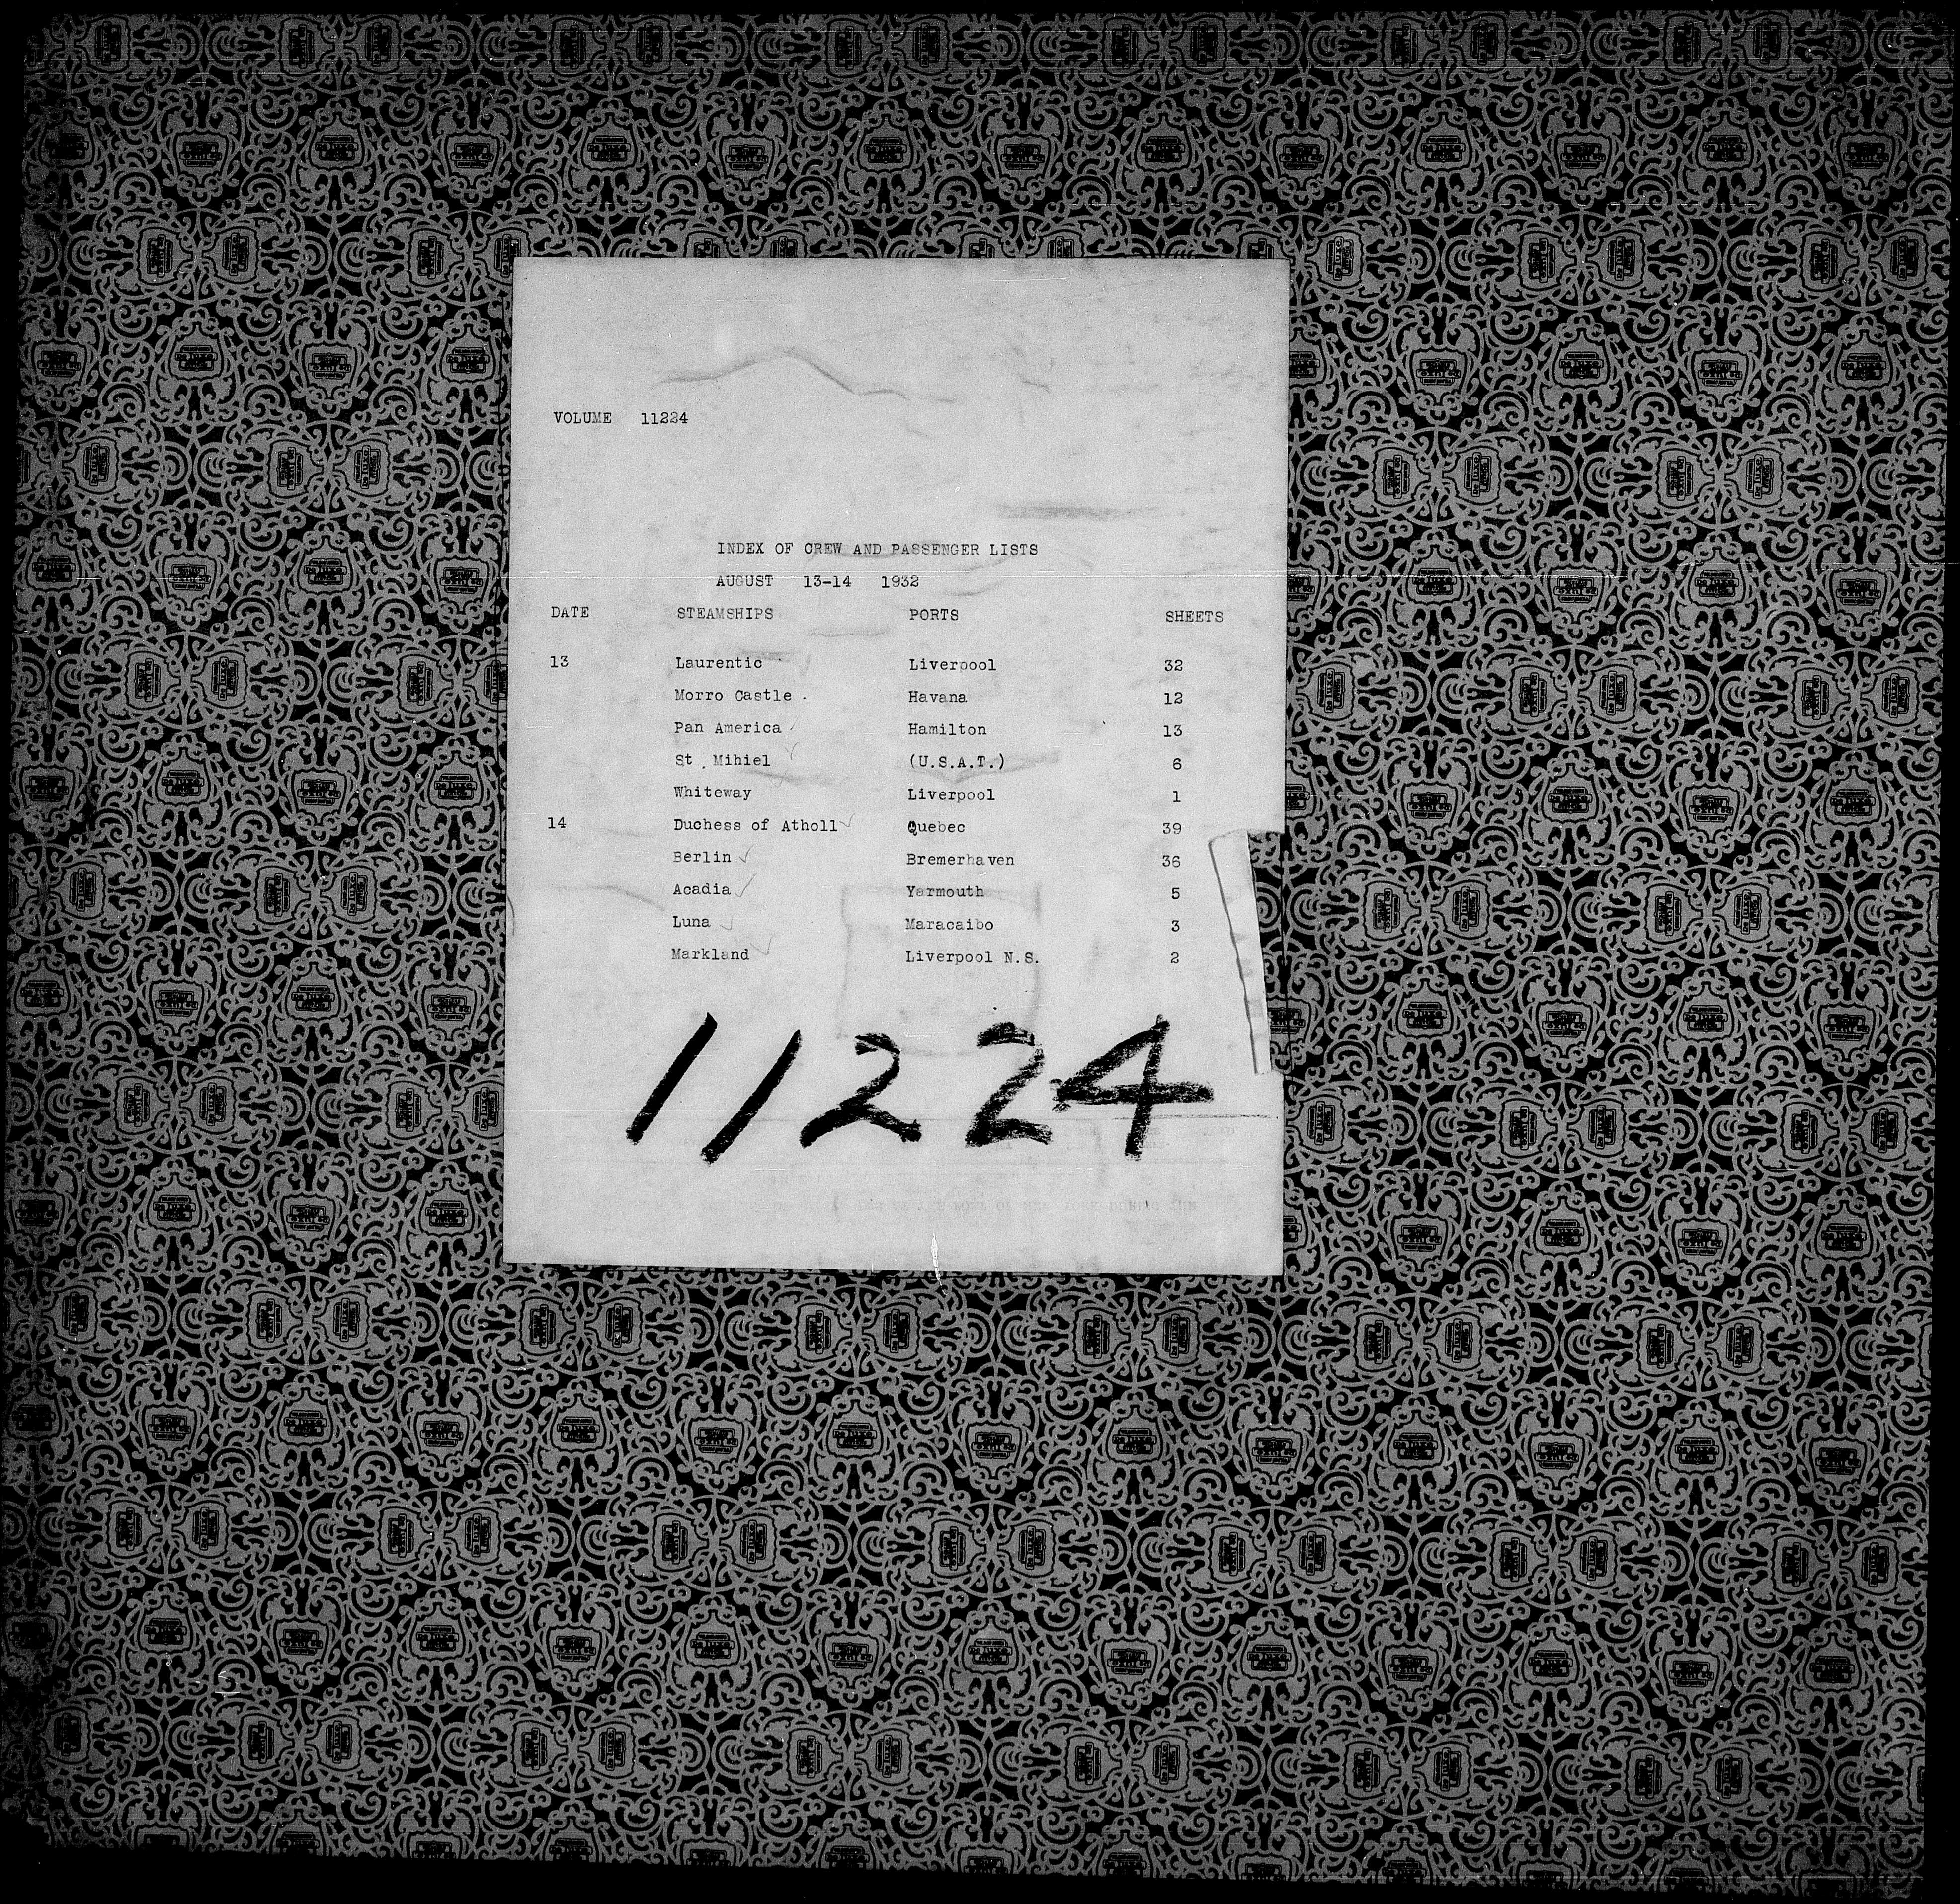 VOLUME 11224
INDEX OF CREW AND PASSENGER LISTS
AUGUST 13-14 1932
DATE STEAMSHIPS PORTS SHEETS
13 Laurentic Liverpool 32
Morro Castle Havana 12
Pan America Hamilton 13
St. Mihiel (U.S.A.T.) 6
Whiteway Liverpool 1
14 Duchess of Atholl Quebec 39
Berlin Bremerhaven 36
Acadia Yarmouth 5
Luna Maracaibo 3
Markland Liverpool N.S. 2
11224